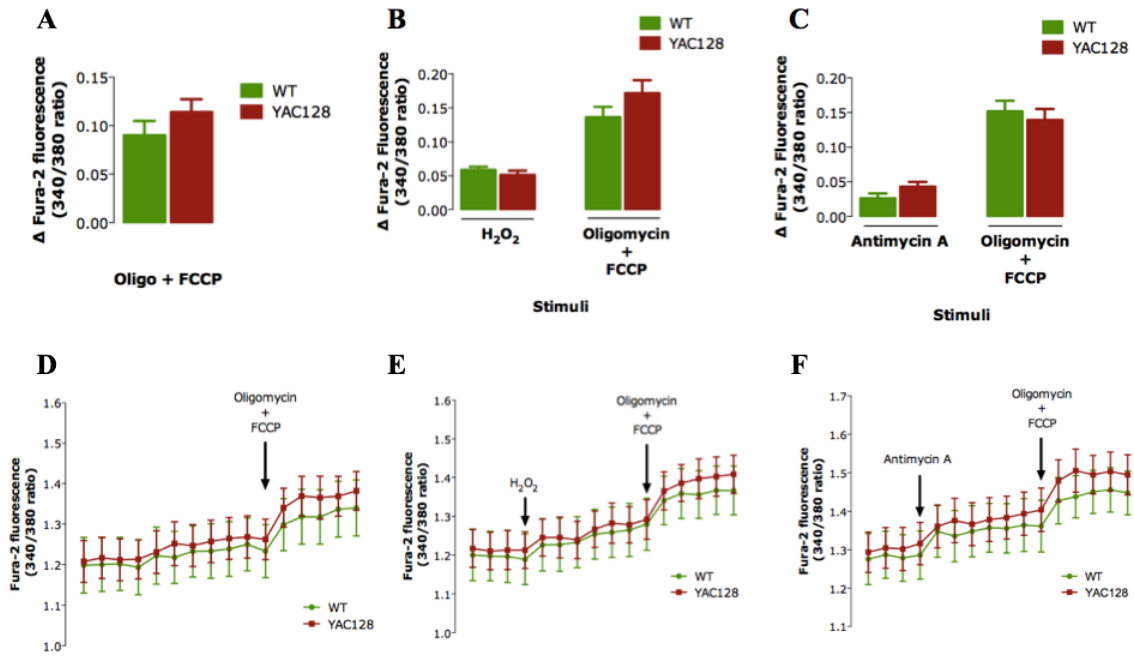 A
Δ Fura-2 fluorescence
(340/380 ratio)
0.15
0.10
0.05
0.00
WT
YAC128
Oligo + FCCP
B
Δ Fura-2 Fluorescence
(340/380 ratio)
0.20
0.15
0.10
0.05
0.00
WT
YAC128
H₂O₂
Oligomycin
+
FCCP
Stimuli
C
Δ Fura-2 Fluorescence
(340/380 ratio)
0.20
0.15
0.10
0.05
0.00
WT
YAC128
Antimycin A
Oligomycin
+
FCCP
Stimuli
D
Fura-2 fluorescence
(340/380 ratio)
1.6
1.5
1.4
1.3
1.2
1.1
1.0
Oligomycin
+
FCCP
WT
YAC128
E
Fura-2 fluorescence
(340/380 ratio)
1.6
1.5
1.4
1.3
1.2
1.1
1.0
H₂O₂
Oligomycin
+
FCCP
WT
YAC128
F
Fura-2 fluorescence
(340/380 ratio)
1.7
1.6
1.5
1.4
1.3
1.2
1.1
Antimycin A
Oligomycin
+
FCCP
WT
YAC128